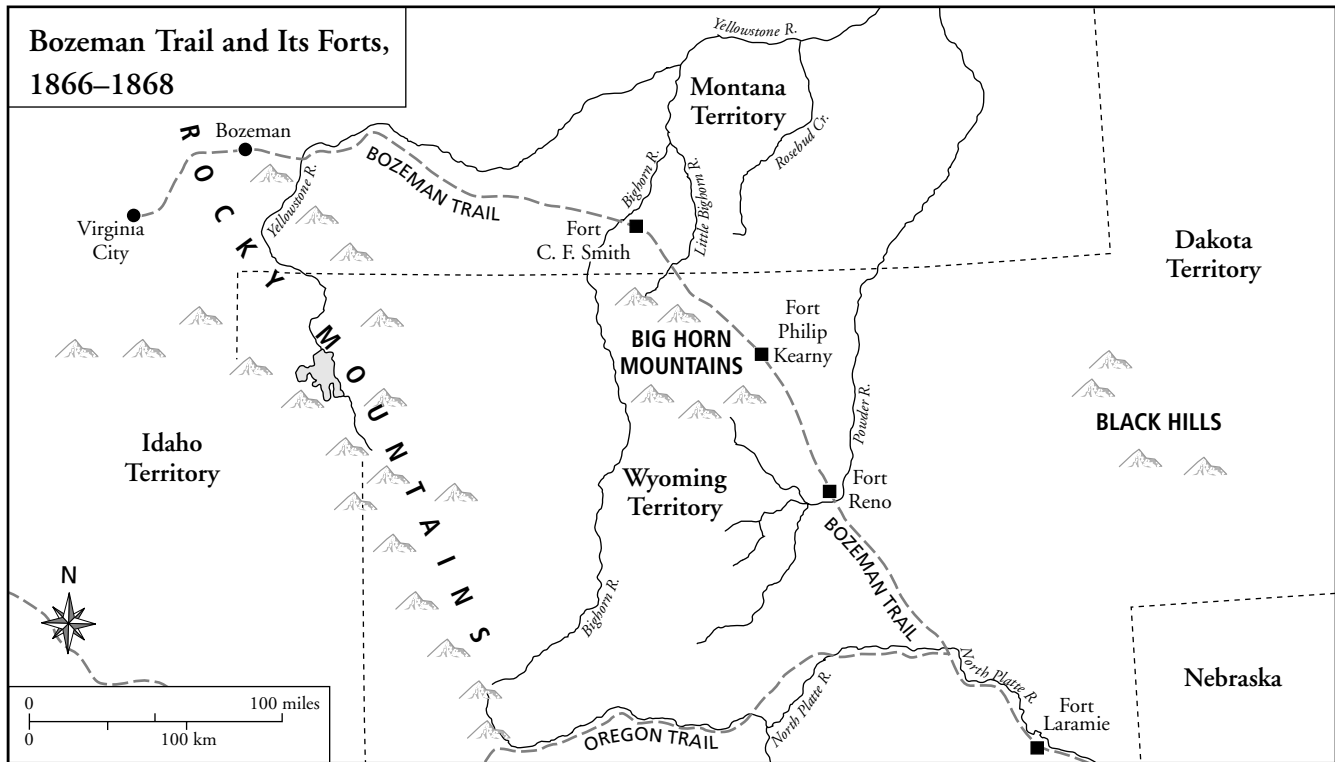 Bozeman Trail and Its Forts,
1866–1868
Yellowstone R.
Montana
Territory
Rosebud Cr.
Bozeman
Virginia
City
Yellowstone R.
BOZEMAN TRAIL
Bighorn R.
Little Bighorn R.
Fort
C. F. Smith
Dakota
Territory
ROCKY MOUNTAINS
BIG HORN
MOUNTAINS
Fort
Philip
Kearny
Powder R.
BLACK HILLS
Idaho
Territory
Wyoming
Territory
Fort
Reno
BOZEMAN TRAIL
N
Bighorn R.
North Platte R.
Nebraska
North Platte R.
Fort
Laramie
OREGON TRAIL
0 100 miles
0 100 km